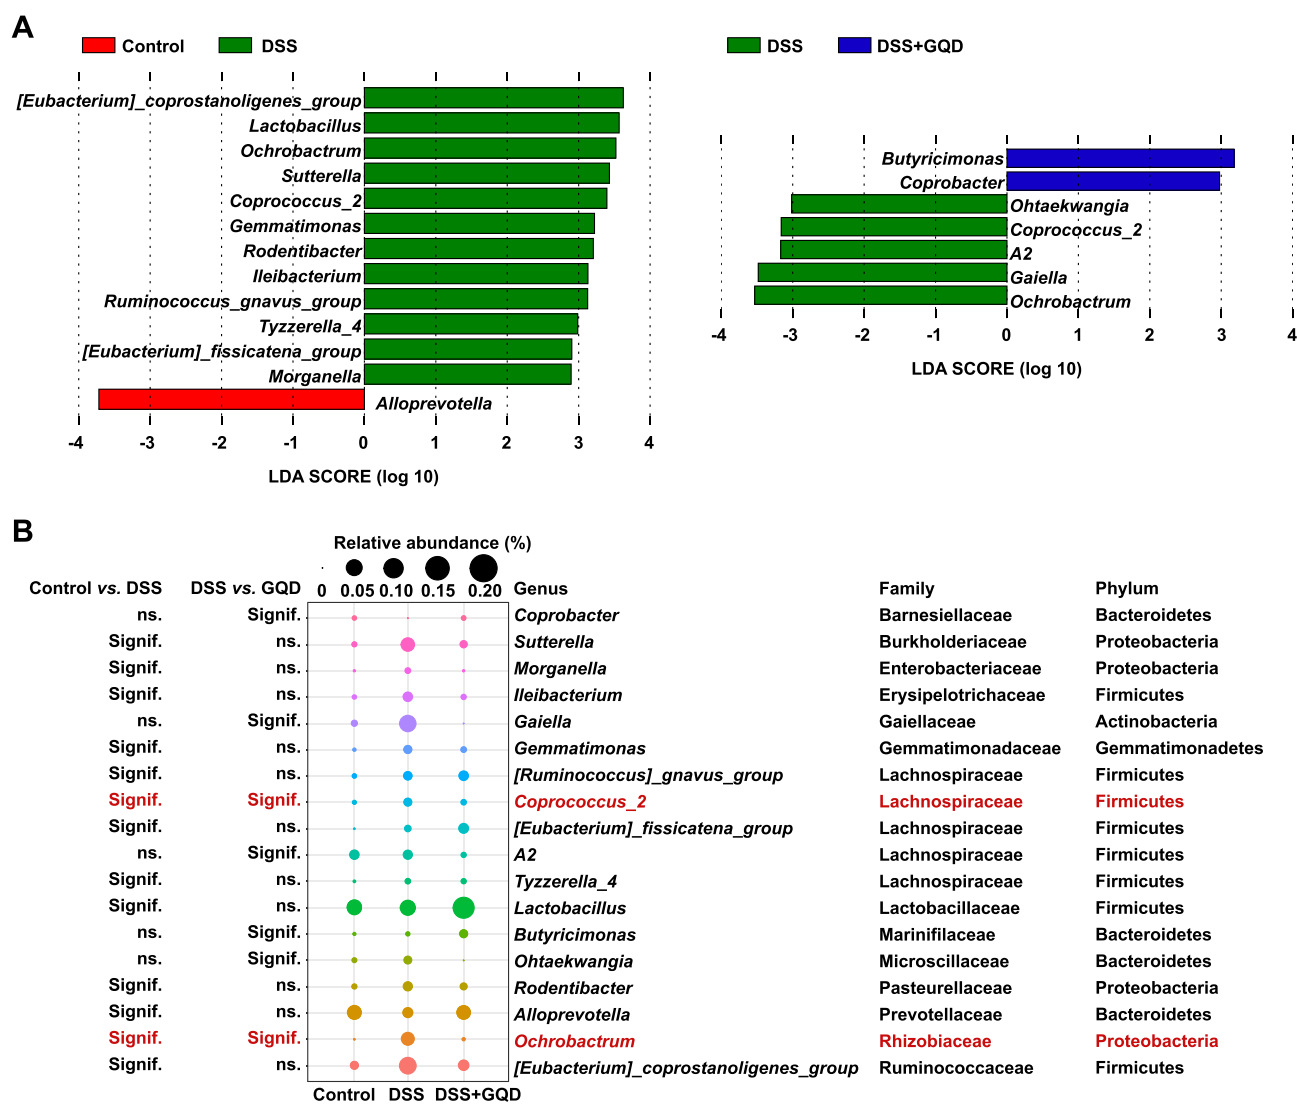 A
Control DSS
[Eubacterium]_coprostanoligenes_group
Lactobacillus
Ochrobactrum
Sutterella
Coprococcus_2
Gemmatimonas
Rodentibacter
Ileibacterium
Ruminococcus_gnavus_group
Tyzzerella_4
[Eubacterium]_fissicatena_group
Morganella
Alloprevotella
-4 -3 -2 -1 0 1 2 3 4
LDA SCORE (log 10)
DSS DSS+GQD
Butyricimonas
Coprobacter
Ohtaekwangia
Coprococcus_2
A2
Gaiella
Ochrobactrum
-4 -3 -2 -1 0 1 2 3 4
LDA SCORE (log 10)
B
Relative abundance (%)
0 0.05 0.10 0.15 0.20
Control vs. DSS DSS vs. GQD Genus Family Phylum
ns. Signif. Coprobacter Barnesiellaceae Bacteroidetes
Signif. ns. Sutterella Burkholderiaceae Proteobacteria
Signif. ns. Morganella Enterobacteriaceae Proteobacteria
Signif. ns. Ileibacterium Erysipelotrichaceae Firmicutes
ns. Signif. Gaiella Gaiellaceae Actinobacteria
Signif. ns. Gemmatimonas Gemmatimonadaceae Gemmatimonadetes
Signif. ns. [Ruminococcus]_gnavus_group Lachnospiraceae Firmicutes
Signif. Signif. Coprococcus_2 Lachnospiraceae Firmicutes
Signif. ns. [Eubacterium]_fissicatena_group Lachnospiraceae Firmicutes
ns. Signif. A2 Lachnospiraceae Firmicutes
Signif. ns. Tyzzerella_4 Lachnospiraceae Firmicutes
Signif. ns. Lactobacillus Lactobacillaceae Firmicutes
ns. Signif. Butyricimonas Marinifilaceae Bacteroidetes
ns. Signif. Ohtaekwangia Microscillaceae Bacteroidetes
Signif. ns. Rodentibacter Pasteurellaceae Proteobacteria
Signif. ns. Alloprevotella Prevotellaceae Bacteroidetes
Signif. Signif. Ochrobactrum Rhizobiaceae Proteobacteria
Signif. ns. [Eubacterium]_coprostanoligenes_group Ruminococcaceae Firmicutes
Control DSS DSS+GQD